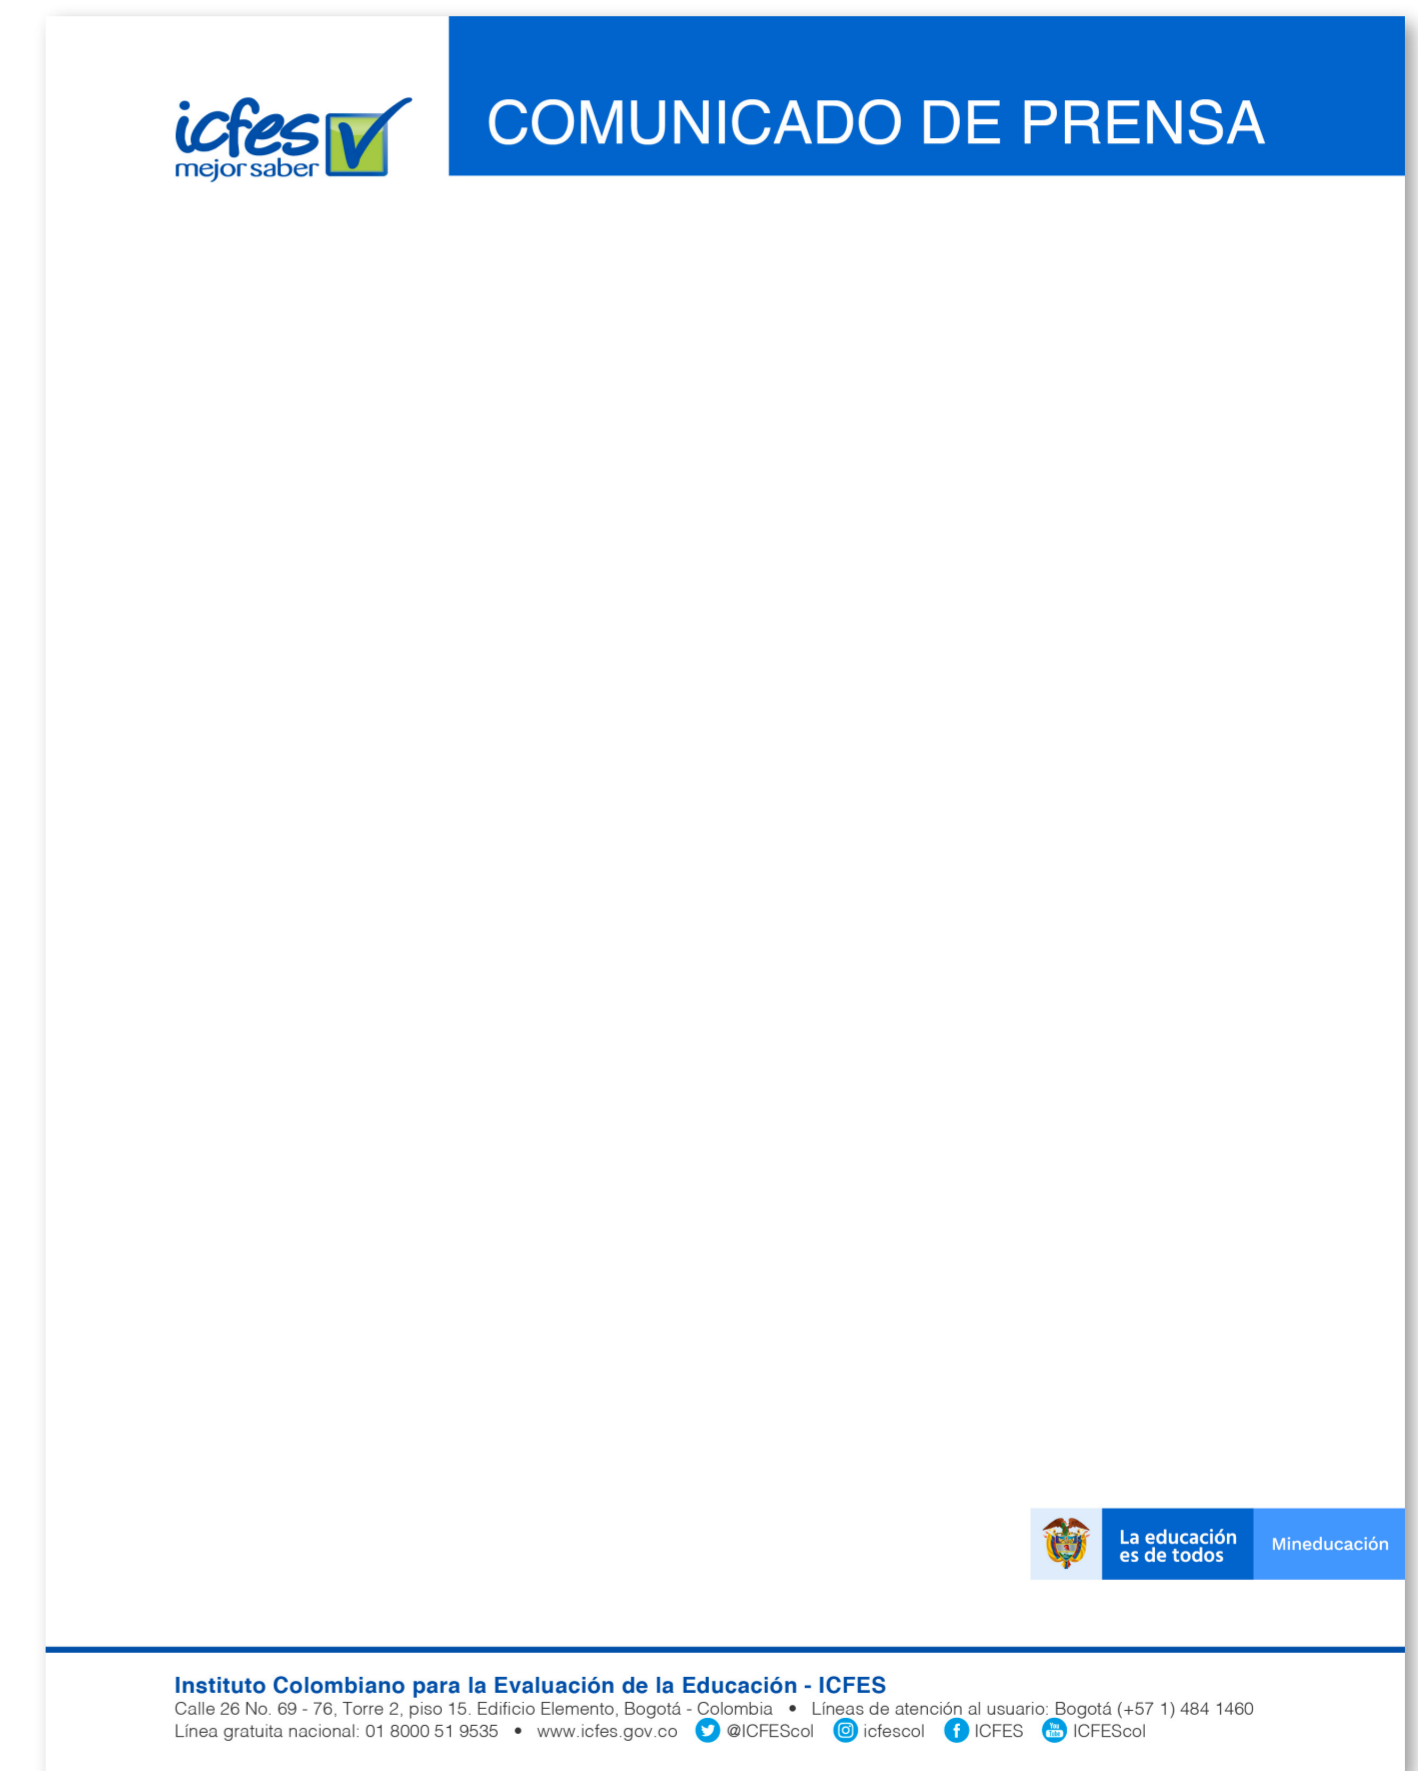 icfes
mejor saber
COMUNICADO DE PRENSA
La educación
es de todos
Mineducación
Instituto Colombiano para la Evaluación de la Educación - ICFES
Calle 26 No. 69 - 76, Torre 2, piso 15. Edificio Elemento, Bogotá - Colombia • Líneas de atención al usuario: Bogotá (+57 1) 484 1460
Línea gratuita nacional: 01 8000 51 9535 • www.icfes.gov.co @ICFEScol icfescol f ICFES You Tube ICFEScol